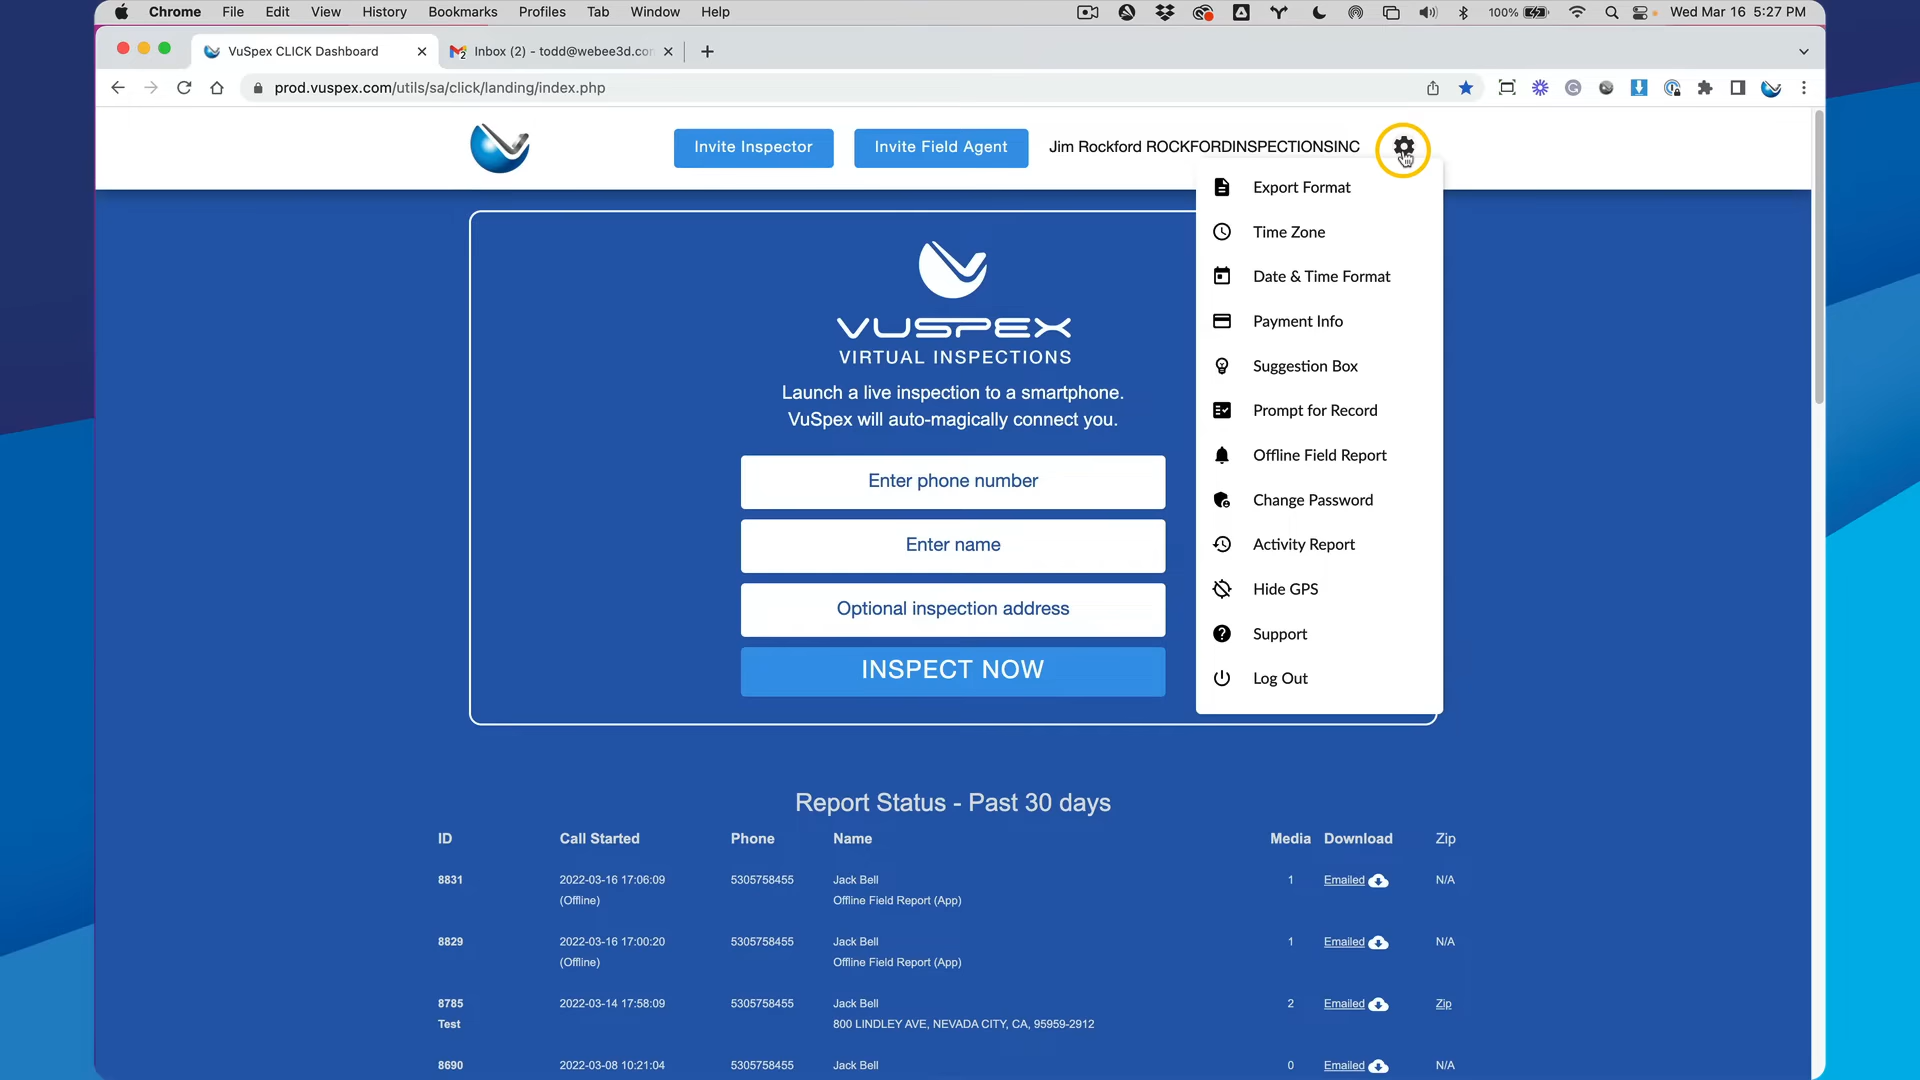 Chrome File Edit View History Bookmarks Profiles Tab Window Help 100% Wed Mar 16 5:27 PM
VuSpex CLICK Dashboard Inbox (2) - todd@webee3d.con
prod.vuspex.com/utils/sa/click/landing/index.php
Invite Inspector Invite Field Agent Jim Rockford ROCKFORDINSPECTIONSINC
Export Format
Time Zone
Date & Time Format
Payment Info
Suggestion Box
Prompt for Record
Offline Field Report
Change Password
Activity Report
Hide GPS
Support
Log Out
VUSPEX
VIRTUAL INSPECTIONS
Launch a live inspection to a smartphone.
VuSpex will auto-magically connect you.
Enter phone number
Enter name
Optional inspection address
INSPECT NOW
Report Status - Past 30 days
ID Call Started Phone Name Media Download Zip
8831 2022-03-16 17:06:09 5305758455 Jack Bell 1 Emailed N/A
(Offline) Offline Field Report (App)
8829 2022-03-16 17:00:20 5305758455 Jack Bell 1 Emailed N/A
(Offline) Offline Field Report (App)
8785 2022-03-14 17:58:09 5305758455 Jack Bell 2 Emailed Zip
Test 800 LINDLEY AVE, NEVADA CITY, CA, 95959-2912
8690 2022-03-08 10:21:04 5305758455 Jack Bell 0 Emailed N/A